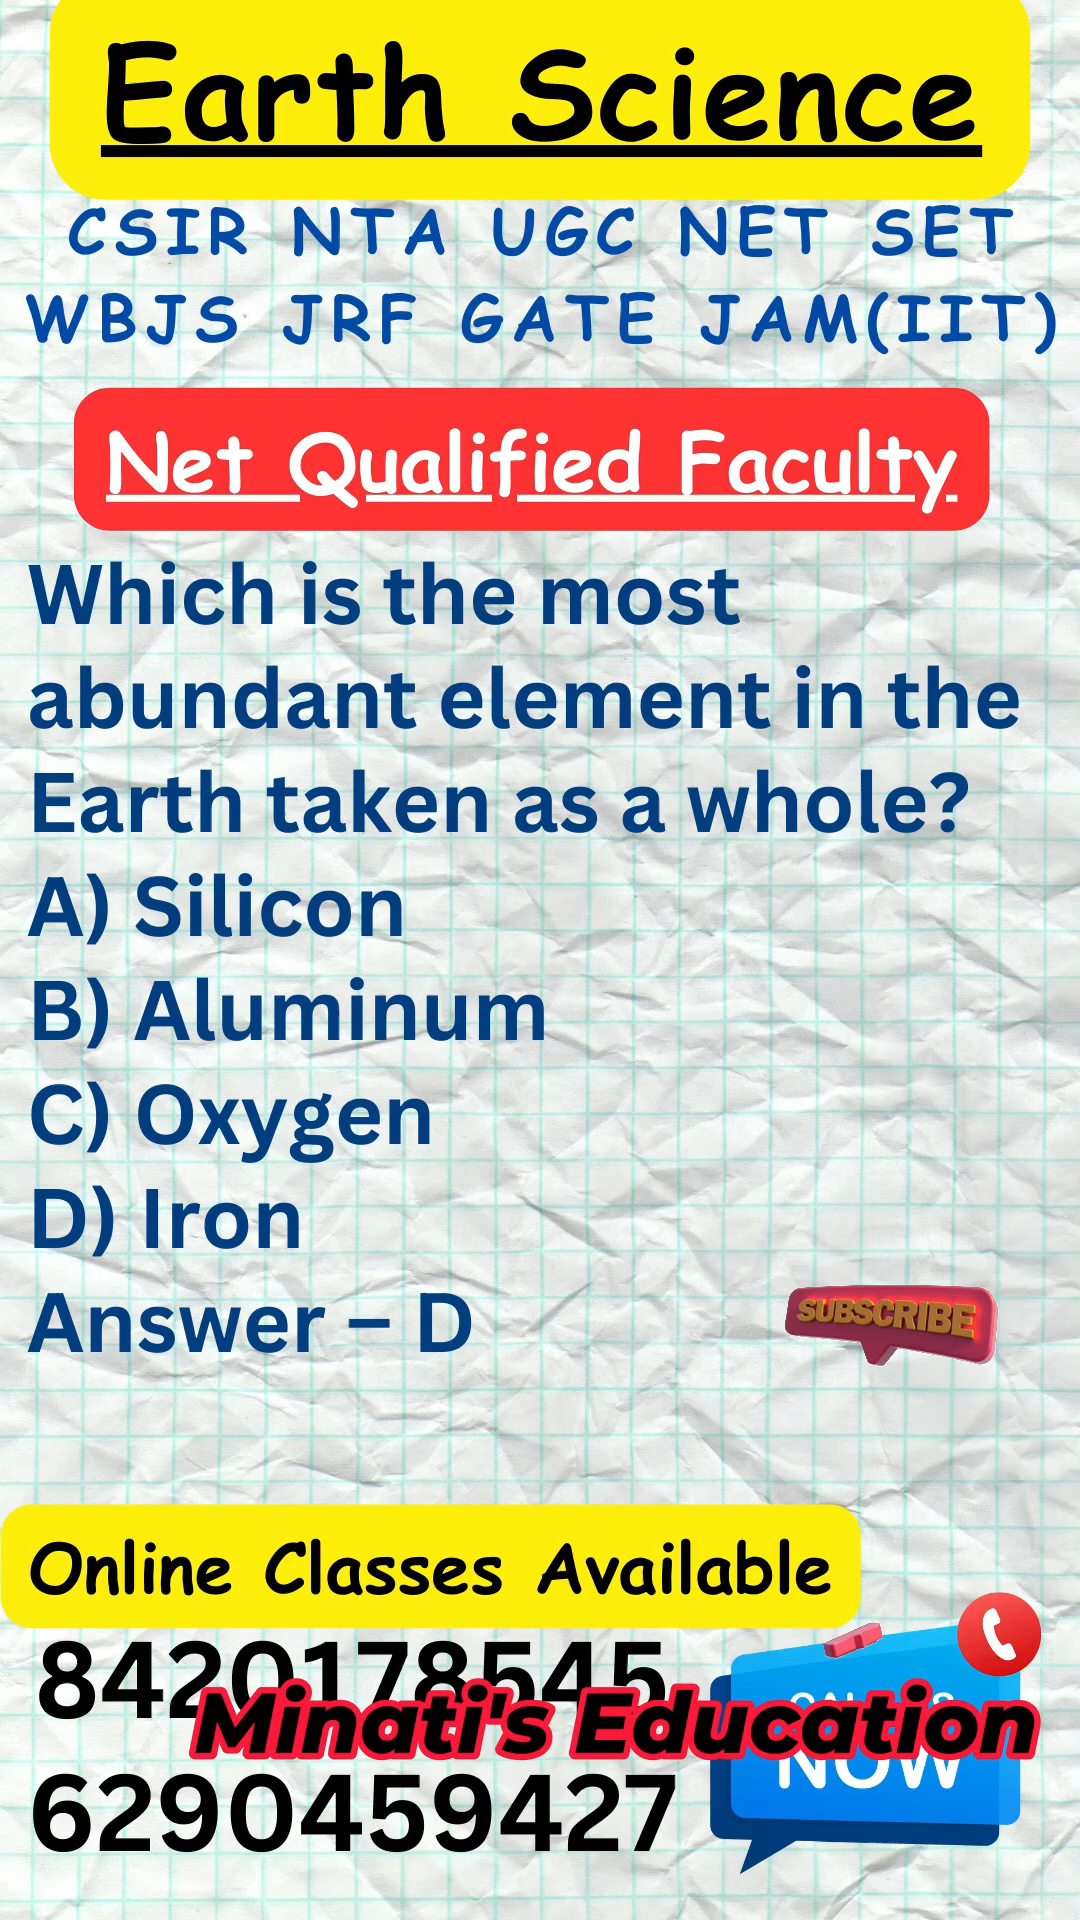 Earth Science
CSIR NTA UGC NET SET
WBJS JRF GATE JAM(IIT)
Net Qualified Faculty
Which is the most
abundant element in the
Earth taken as a whole?
A) Silicon
B) Aluminum
C) Oxygen
D) Iron
Answer – D
SUBSCRIBE
Online Classes Available
8420178545
Minati's Education
NOW
6290459427